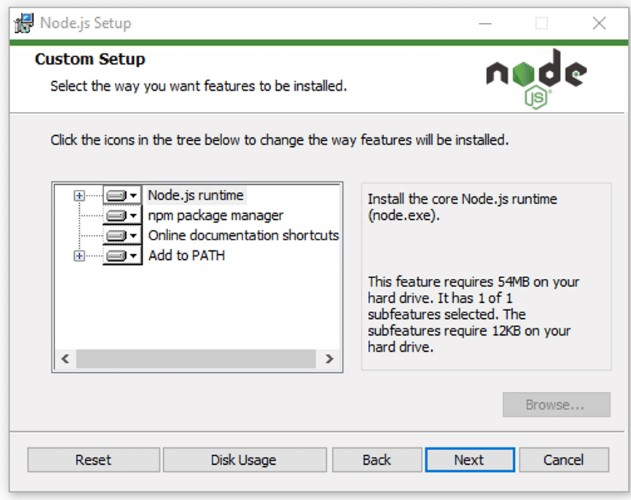 Node.js Setup
Custom Setup
Select the way you want features to be installed.
node
JS
Click the icons in the tree below to change the way features will be installed.
Node.js runtime
npm package manager
Online documentation shortcuts
Add to PATH
Install the core Node.js runtime
(node.exe).
This feature requires 54MB on your
hard drive. It has 1 of 1
subfeatures selected. The
subfeatures require 12KB on your
hard drive.
Browse...
Reset
Disk Usage
Back
Next
Cancel